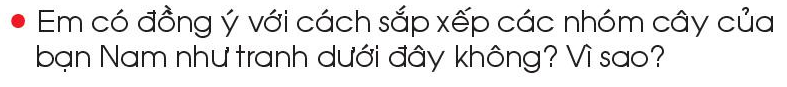 • Em có đồng ý với cách sắp xếp các nhóm cây của
bạn Nam như tranh dưới đây không? Vì sao?